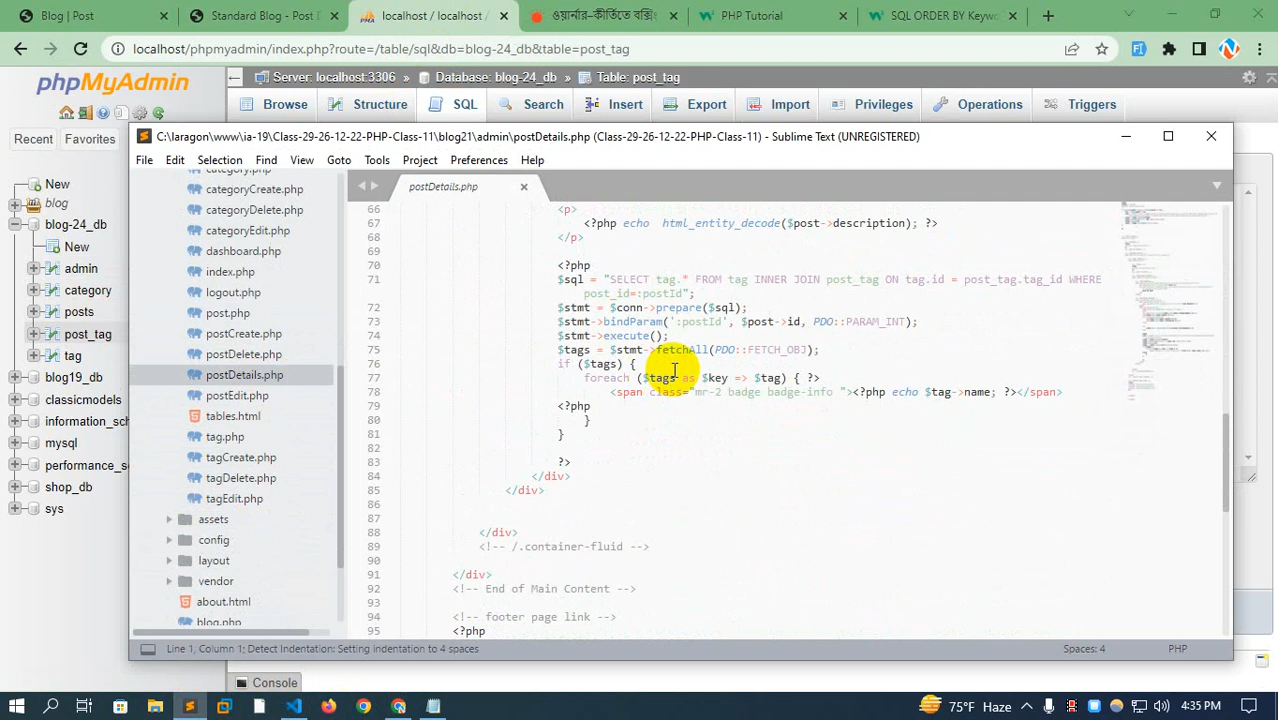 Blog | Post
Standard Blog - Post D
localhost / localhost /
ওয়ার্নার–কীর্তিতে বক্সিং
PHP Tutorial
SQL ORDER BY Keywo
localhost/phpmyadmin/index.php?route=/table/sql&db=blog-24_db&table=post_tag
phpMyAdmin
Server: localhost:3306 » Database: blog-24_db » Table: post_tag
Browse Structure SQL Search Insert Export Import Privileges Operations Triggers
Recent Favorites
New
blog
blog-24_db
New
admin
category
posts
post_tag
tag
blog19_db
classicmodels
information_sch
mysql
performance_s
shop_db
sys
C:\laragon\www\ia-19\Class-29-26-12-22-PHP-Class-11\blog21\admin\postDetails.php (Class-29-26-12-22-PHP-Class-11) - Sublime Text (UNREGISTERED)
File Edit Selection Find View Goto Tools Project Preferences Help
category.php
categoryCreate.php
categoryDelete.php
categoryEdit.php
dashboard.php
index.php
logout.php
post.php
postCreate.php
postDelete.php
postDetails.php
postEdit.php
tables.html
tag.php
tagCreate.php
tagDelete.php
tagEdit.php
assets
config
layout
vendor
about.html
blog.php
postDetails.php
66 <p>
67 <?php echo html_entity_decode($post->description); ?>
68 </p>
69
70 <?php
71 $sql = "SELECT tag.* FROM tag INNER JOIN post_tag ON tag.id = post_tag.tag_id WHERE
post_id=:postId";
72 $stmt = $conn->prepare($sql);
73 $stmt->bindParam(':postId', $post->id, PDO::PARAM_INT);
74 $stmt->execute();
75 $tags = $stmt->fetchAll(PDO::FETCH_OBJ);
76 if ($tags) {
77 foreach ($tags as $key => $tag) { ?>
78 <span class="mr-2 badge badge-info "><?php echo $tag->name; ?></span>
79 <?php
80 }
81 }
82
83 ?>
84 </div>
85 </div>
86
87
88 </div>
89 <!-- /.container-fluid -->
90
91 </div>
92 <!-- End of Main Content -->
93
94 <!-- footer page link -->
95 <?php
Line 1, Column 1; Detect Indentation: Setting indentation to 4 spaces
Spaces: 4
PHP
Console
75°F Haze
4:35 PM